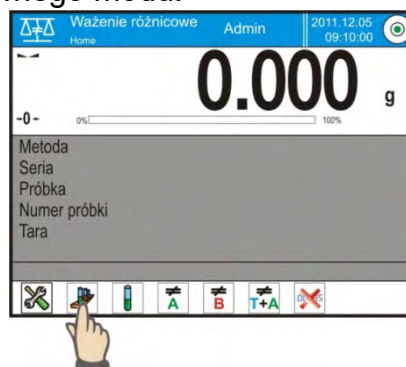 Ważenie różnicowe
Home
Admin
2011.12.05
09:10:00
0.000
g
-0-
0%
100%
Metoda
Seria
Próbka
Numer próbki
Tara
≠
A
≠
B
≠
T+A